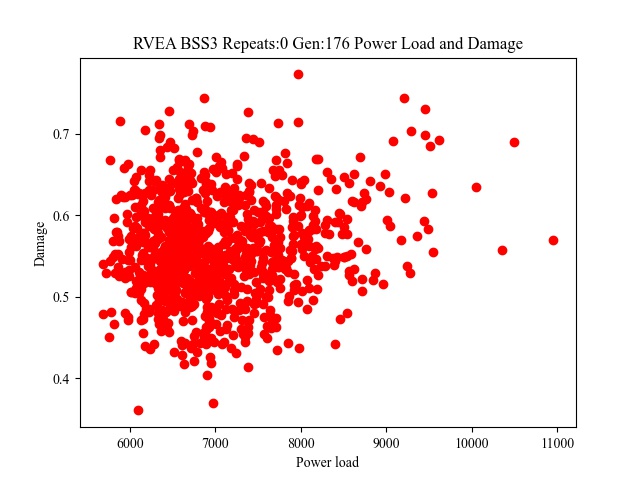 RVEA BSS3 Repeats:0 Gen:176 Power Load and Damage
0.7
0.6
0.5
0.4
Damage
6000 7000 8000 9000 10000 11000
Power load